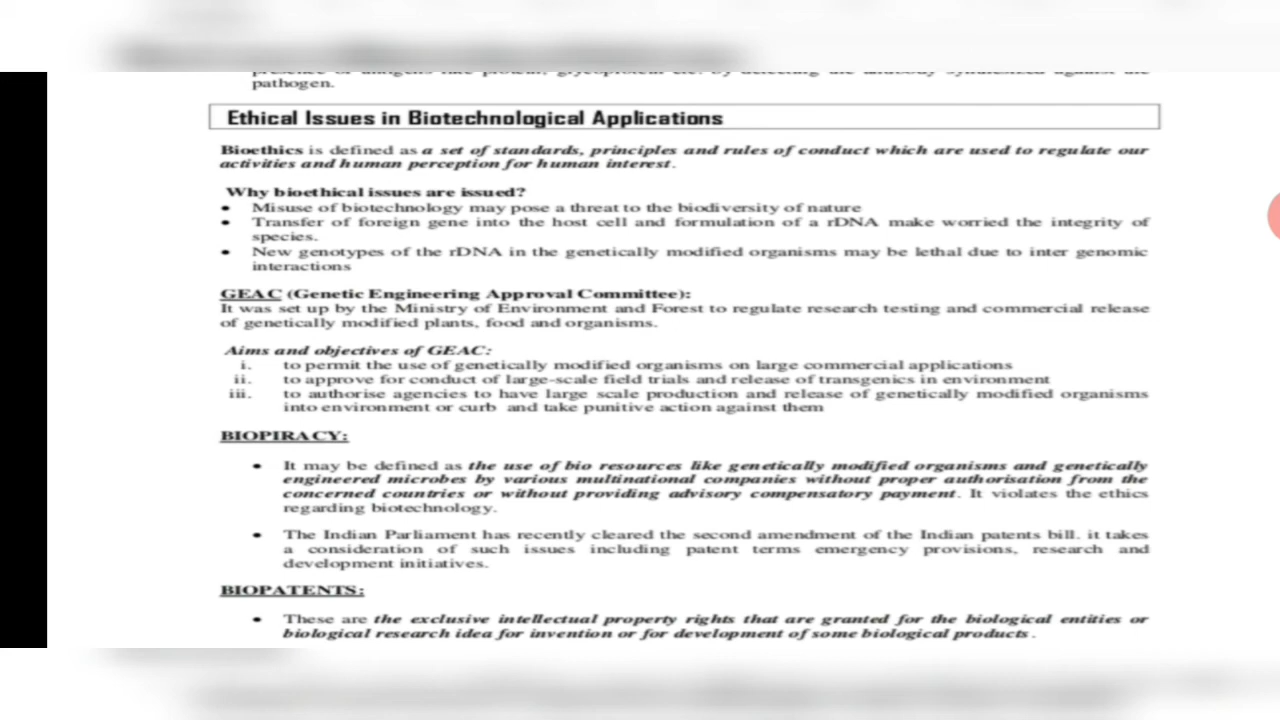 pathogen.
Ethical Issues in Biotechnological Applications
Bioethics is defined as a set of standards, principles and rules of conduct which are used to regulate our
activities and human perception for human interest.
Why bioethical issues are issued?
• Misuse of biotechnology may pose a threat to the biodiversity of nature
• Transfer of foreign gene into the host cell and formulation of a rDNA make worried the integrity of
species.
• New genotypes of the rDNA in the genetically modified organisms may be lethal due to inter genomic
interactions
GEAC (Genetic Engineering Approval Committee):
It was set up by the Ministry of Environment and Forest to regulate research testing and commercial release
of genetically modified plants, food and organisms.
Aims and objectives of GEAC:
i. to permit the use of genetically modified organisms on large commercial applications
ii. to approve for conduct of large-scale field trials and release of transgenics in environment
iii. to authorise agencies to have large scale production and release of genetically modified organisms
into environment or curb and take punitive action against them
BIOPIRACY:
• It may be defined as the use of bio resources like genetically modified organisms and genetically
engineered microbes by various multinational companies without proper authorisation from the
concerned countries or without providing advisory compensatory payment. It violates the ethics
regarding biotechnology.
• The Indian Parliament has recently cleared the second amendment of the Indian patents bill. it takes
a consideration of such issues including patent terms emergency provisions, research and
development initiatives.
BIOPATENTS:
• These are the exclusive intellectual property rights that are granted for the biological entities or
biological research idea for invention or for development of some biological products.